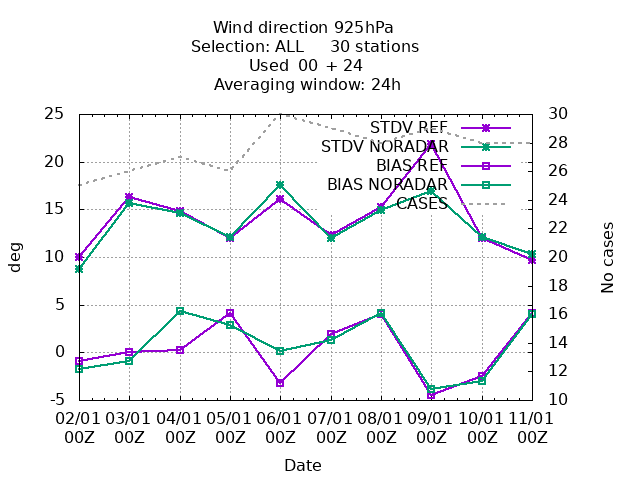 Wind direction 925hPa
Selection: ALL 30 stations
Used 00 + 24
Averaging window: 24h
25 30
STDV REF
28
STDV NORADAR
20 BIAS REF 26
BIAS NORADAR
24
CASES
15
22
deg
No cases
10 20
18
5
16
14
0
12
-5 10
02/01 03/01 04/01 05/01 06/01 07/01 08/01 09/01 10/01 11/01
00Z 00Z 00Z 00Z 00Z 00Z 00Z 00Z 00Z 00Z
Date